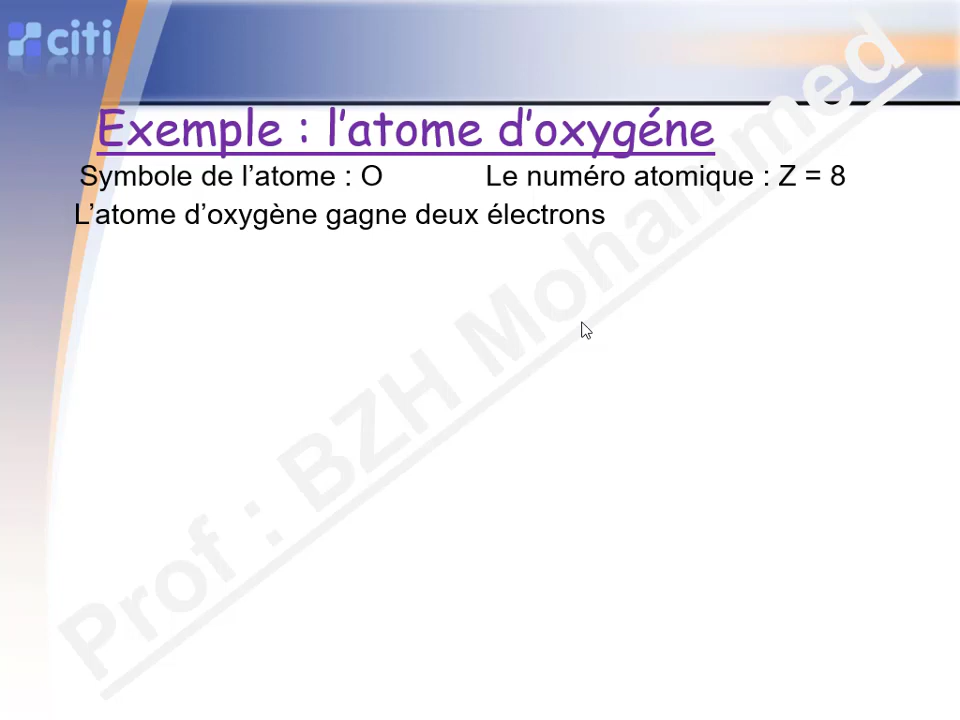 citi
Exemple : l’atome d’oxygéne
Symbole de l’atome : O Le numéro atomique : Z = 8
L’atome d’oxygène gagne deux électrons
Prof : BZH Mohammed